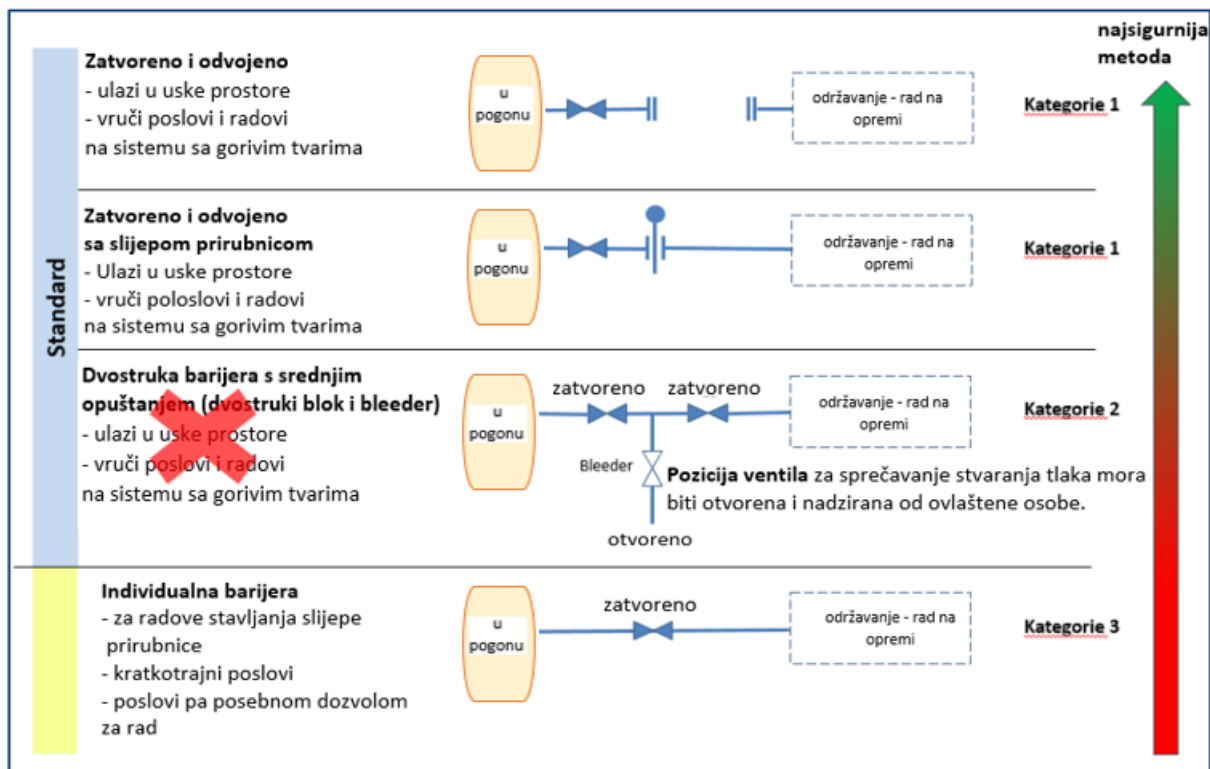 najsigurnija
metoda
Standard
Zatvoreno i odvojeno
- ulazi u uske prostore
- vruči poslovi i radovi
na sistemu sa gorivim tvarima
u
pogonu
održavanje - rad na
opremi
Kategorie 1
Zatvoreno i odvojeno
sa slijepom prirubnicom
- Ulazi u uske prostore
- vruči poloslovi i radovi
na sistemu sa gorivim tvarima
u
pogonu
održavanje - rad na
opremi
Kategorie 1
Dvostruka barijera s srednjim
opuštanjem (dvostruki blok i bleeder)
- ulazi u uske prostore
- vruči poslovi i radovi
na sistemu sa gorivim tvarima
u
pogonu
zatvoreno
zatvoreno
održavanje - rad na
opremi
Kategorie 2
Bleeder
otvoreno
Pozicija ventila za sprečavanje stvaranja tlaka mora
biti otvorena i nadzirana od ovlaštene osobe.
Individualna barijera
- za radove stavljanja slijepe
prirubnice
- kratkorajni poslovi
- poslovi pa posebnom dozvolom
za rad
u
pogonu
zatvoreno
održavanje - rad na
opremi
Kategorie 3